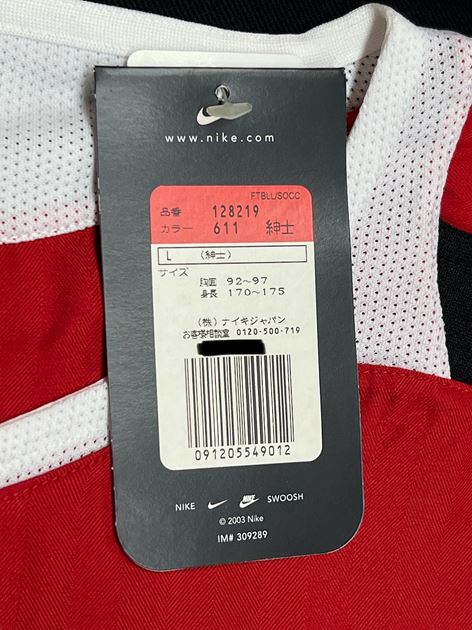 www.nike.com
FTBLL/SOCC
品番 128219
カラー 611 紳士
L (紳士)
サイズ
胸囲 92~97
身長 170~175
(株)ナイキジャパン
お客様相談室 0120-500-719
091205549012
NIKE NIKE SWOOSH
© 2003 Nike
IM# 309289